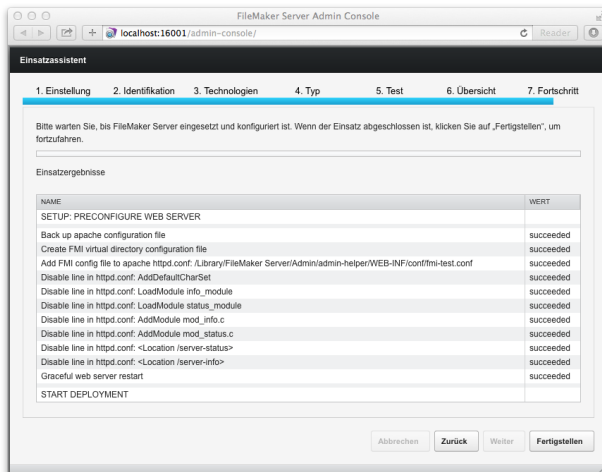 FileMaker Server Admin Console
localhost:16001/admin-console/
Reader
Einsatzassistent
1. Einstellung 2. Identifikation 3. Technologien 4. Typ 5. Test 6. Übersicht 7. Fortschritt
Bitte warten Sie, bis FileMaker Server eingesetzt und konfiguriert ist. Wenn der Einsatz abgeschlossen ist, klicken Sie auf „Fertigstellen“, um
fortzufahren.
Einsatzergebnisse
NAME WERT
SETUP: PRECONFIGURE WEB SERVER
Back up apache configuration file succeeded
Create FMI virtual directory configuration file succeeded
Add FMI config file to apache httpd.conf: /Library/FileMaker Server/Admin/admin-helper/WEB-INF/conf/fmi-test.conf succeeded
Disable line in httpd.conf: AddDefaultCharSet succeeded
Disable line in httpd.conf: LoadModule info_module succeeded
Disable line in httpd.conf: LoadModule status_module succeeded
Disable line in httpd.conf: AddModule mod_info.c succeeded
Disable line in httpd.conf: AddModule mod_status.c succeeded
Disable line in httpd.conf: <Location /server-status> succeeded
Disable line in httpd.conf: <Location /server-info> succeeded
Graceful web server restart succeeded
START DEPLOYMENT
Abbrechen Zurück Weiter Fertigstellen